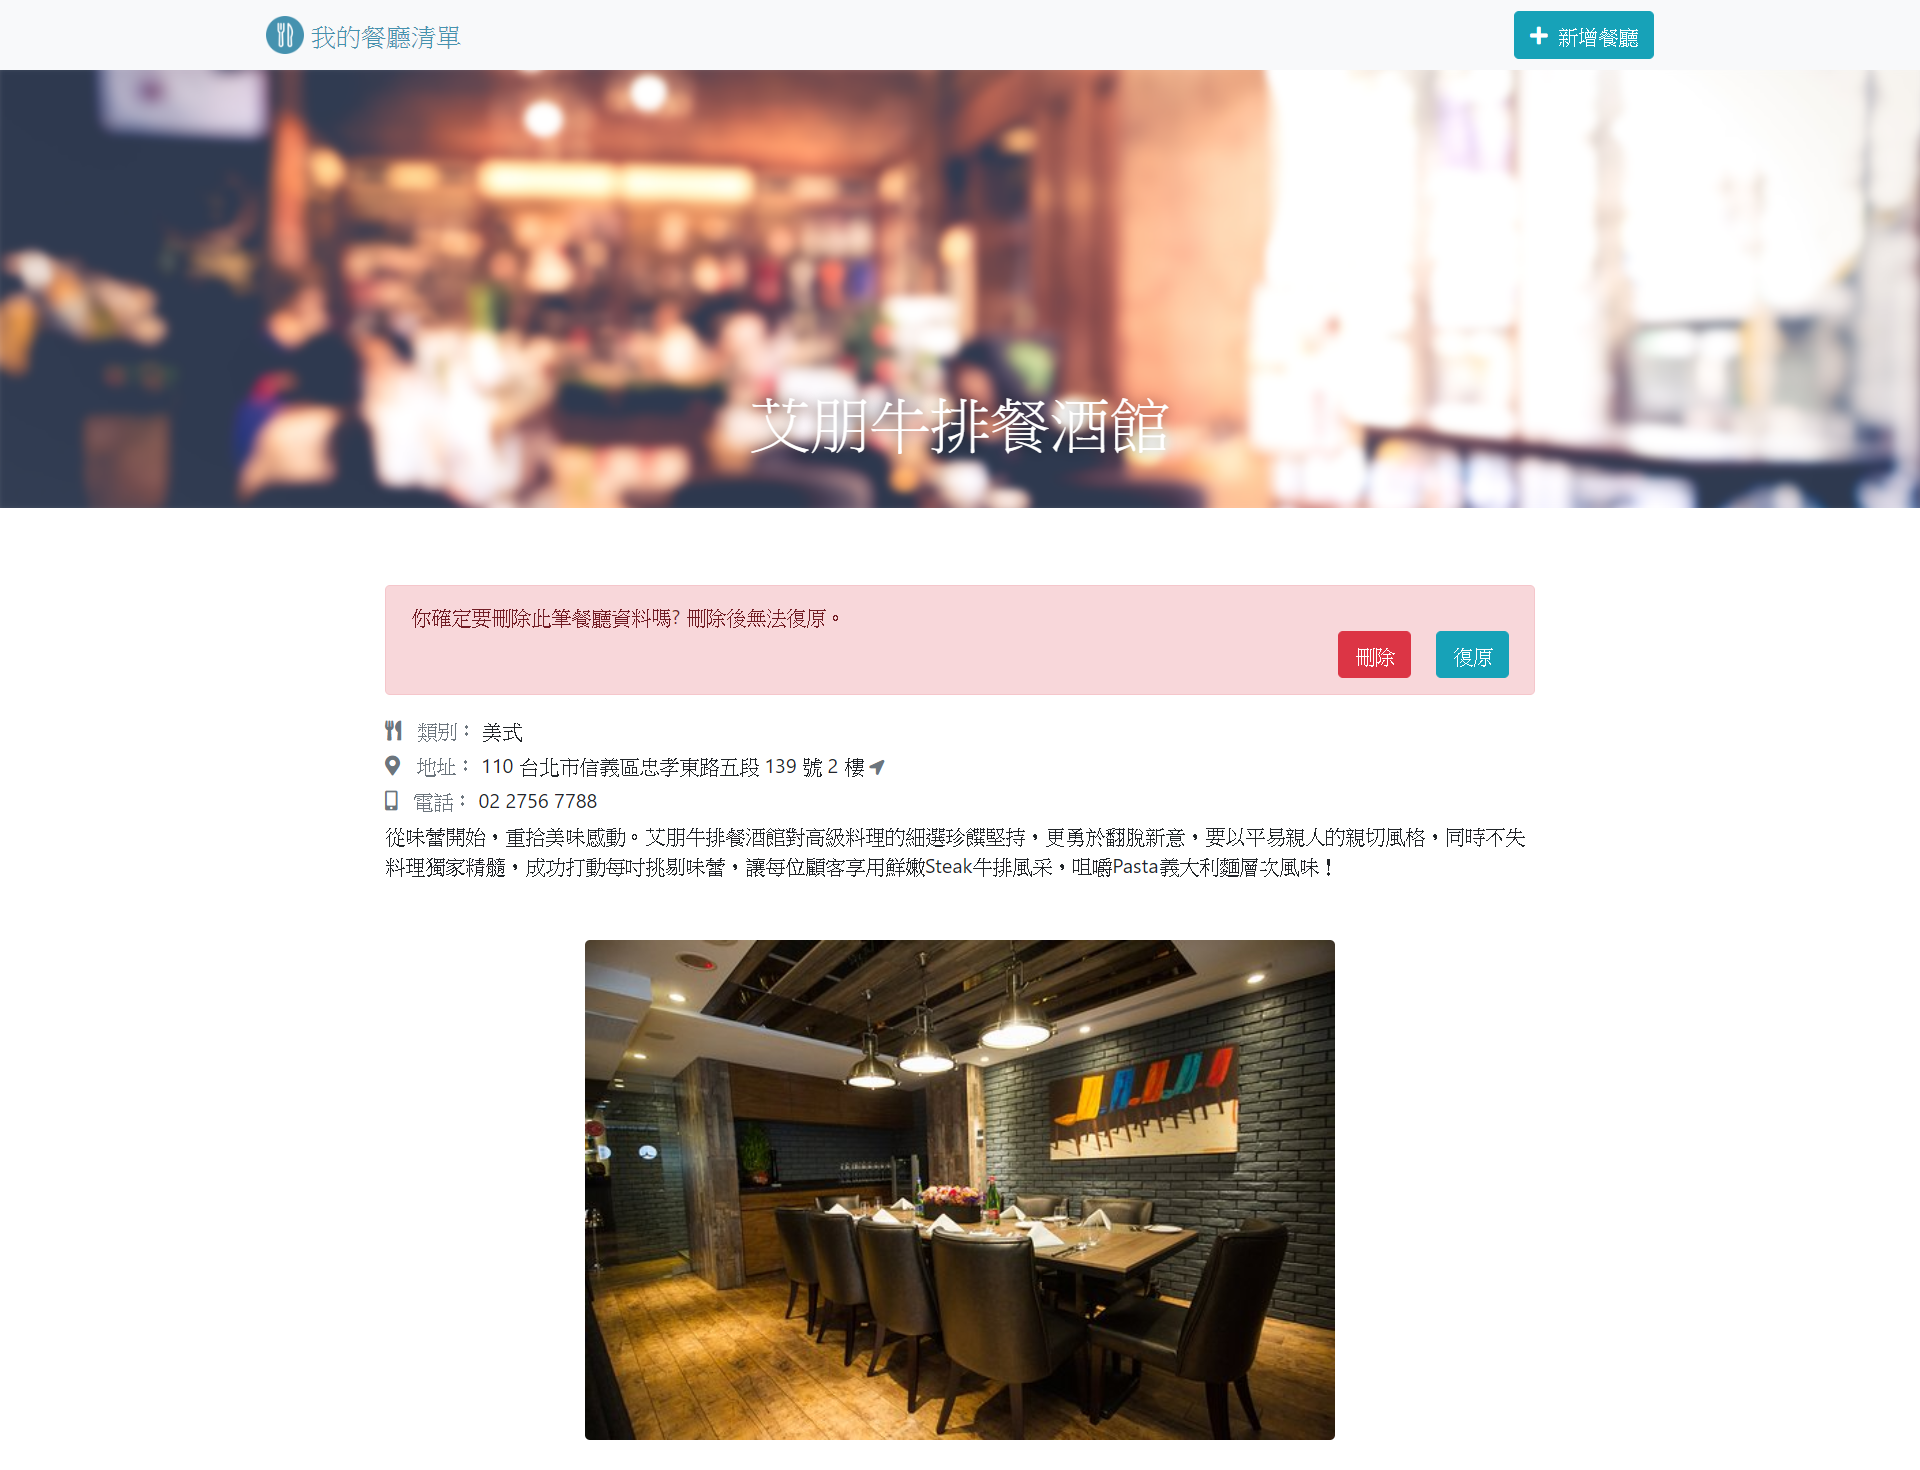 我的餐廳清單
新增餐廳
艾朋牛排餐酒館
你確定要刪除此筆餐廳資料嗎? 刪除後無法復原。
刪除
復原
類別： 美式
地址： 110 台北市信義區忠孝東路五段 139 號 2 樓
電話： 02 2756 7788
從味蕾開始，重拾美味感動。艾朋牛排餐酒館對高級料理的細選珍饌堅持，更勇於翻脫新意，要以平易親人的親切風格，同時不失
料理獨家精髓，成功打動每吋挑剔味蕾，讓每位顧客享用鮮嫩Steak牛排風采，咀嚼Pasta義大利麵層次風味！